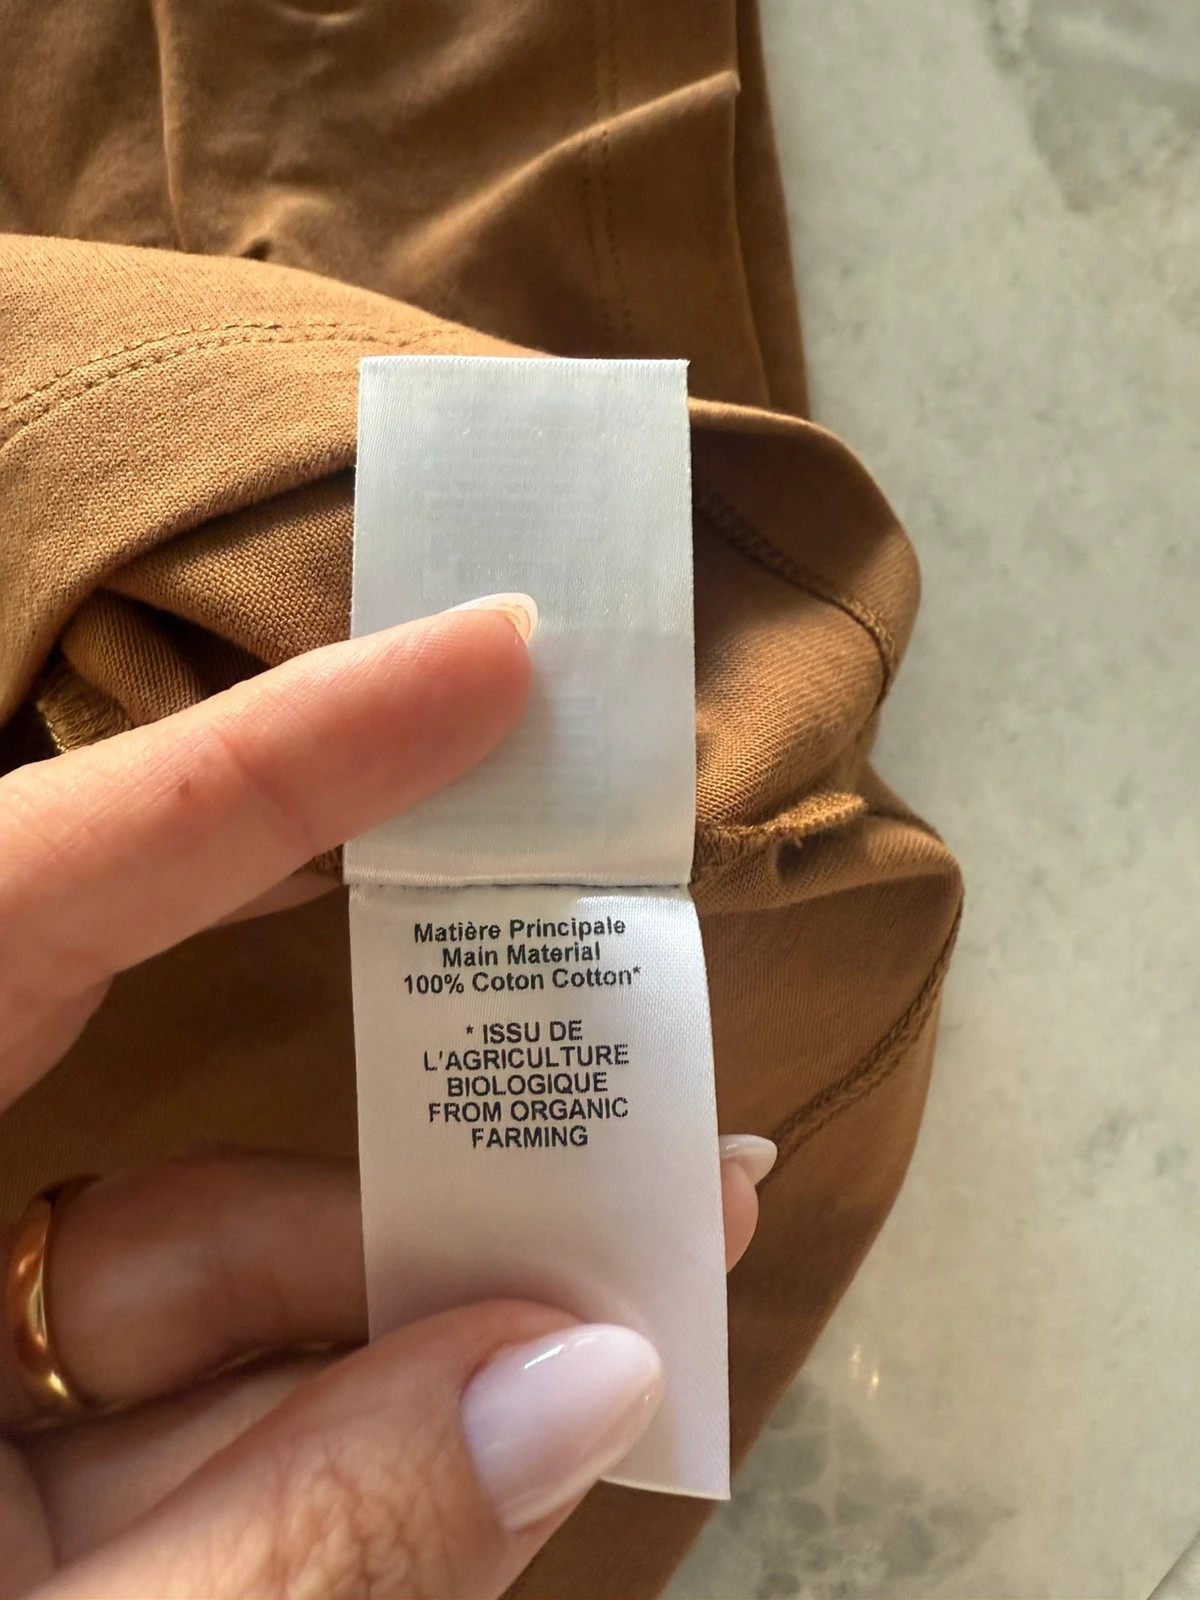 Matière Principale
Main Material
100% Coton Cotton*
* ISSU DE
L'AGRICULTURE
BIOLOGIQUE
FROM ORGANIC
FARMING